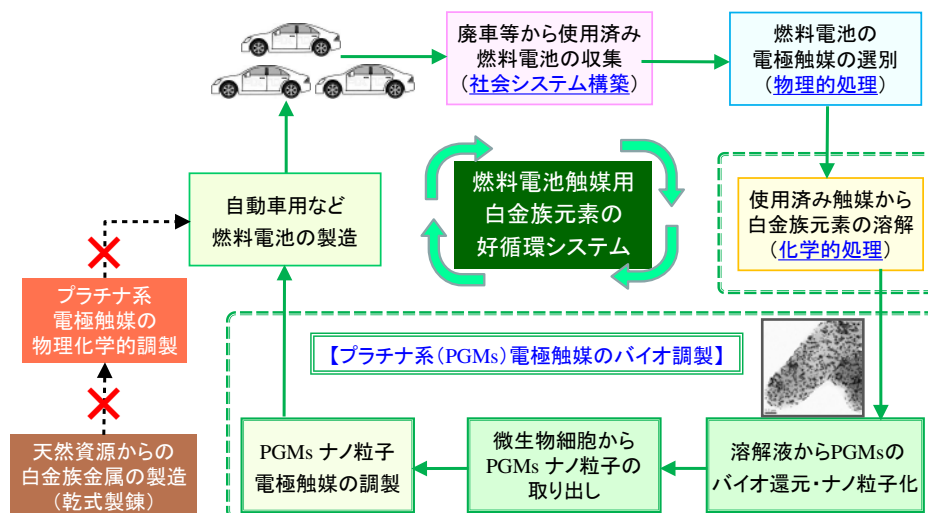 廃車等から使用済み
燃料電池の収集
(社会システム構築)
燃料電池の
電極触媒の選別
(物理的処理)
燃料電池触媒用
白金族元素の
好循環システム
使用済み触媒から
白金族元素の溶解
(化学的処理)
自動車用など
燃料電池の製造
プラチナ系
電極触媒の
物理化学的調製
【プラチナ系(PGMs)電極触媒のバイオ調製】
天然資源からの
白金族金属の製造
(乾式製錬)
PGMs ナノ粒子
電極触媒の調製
微生物細胞から
PGMs ナノ粒子の
取り出し
溶解液からPGMsの
バイオ還元・ナノ粒子化